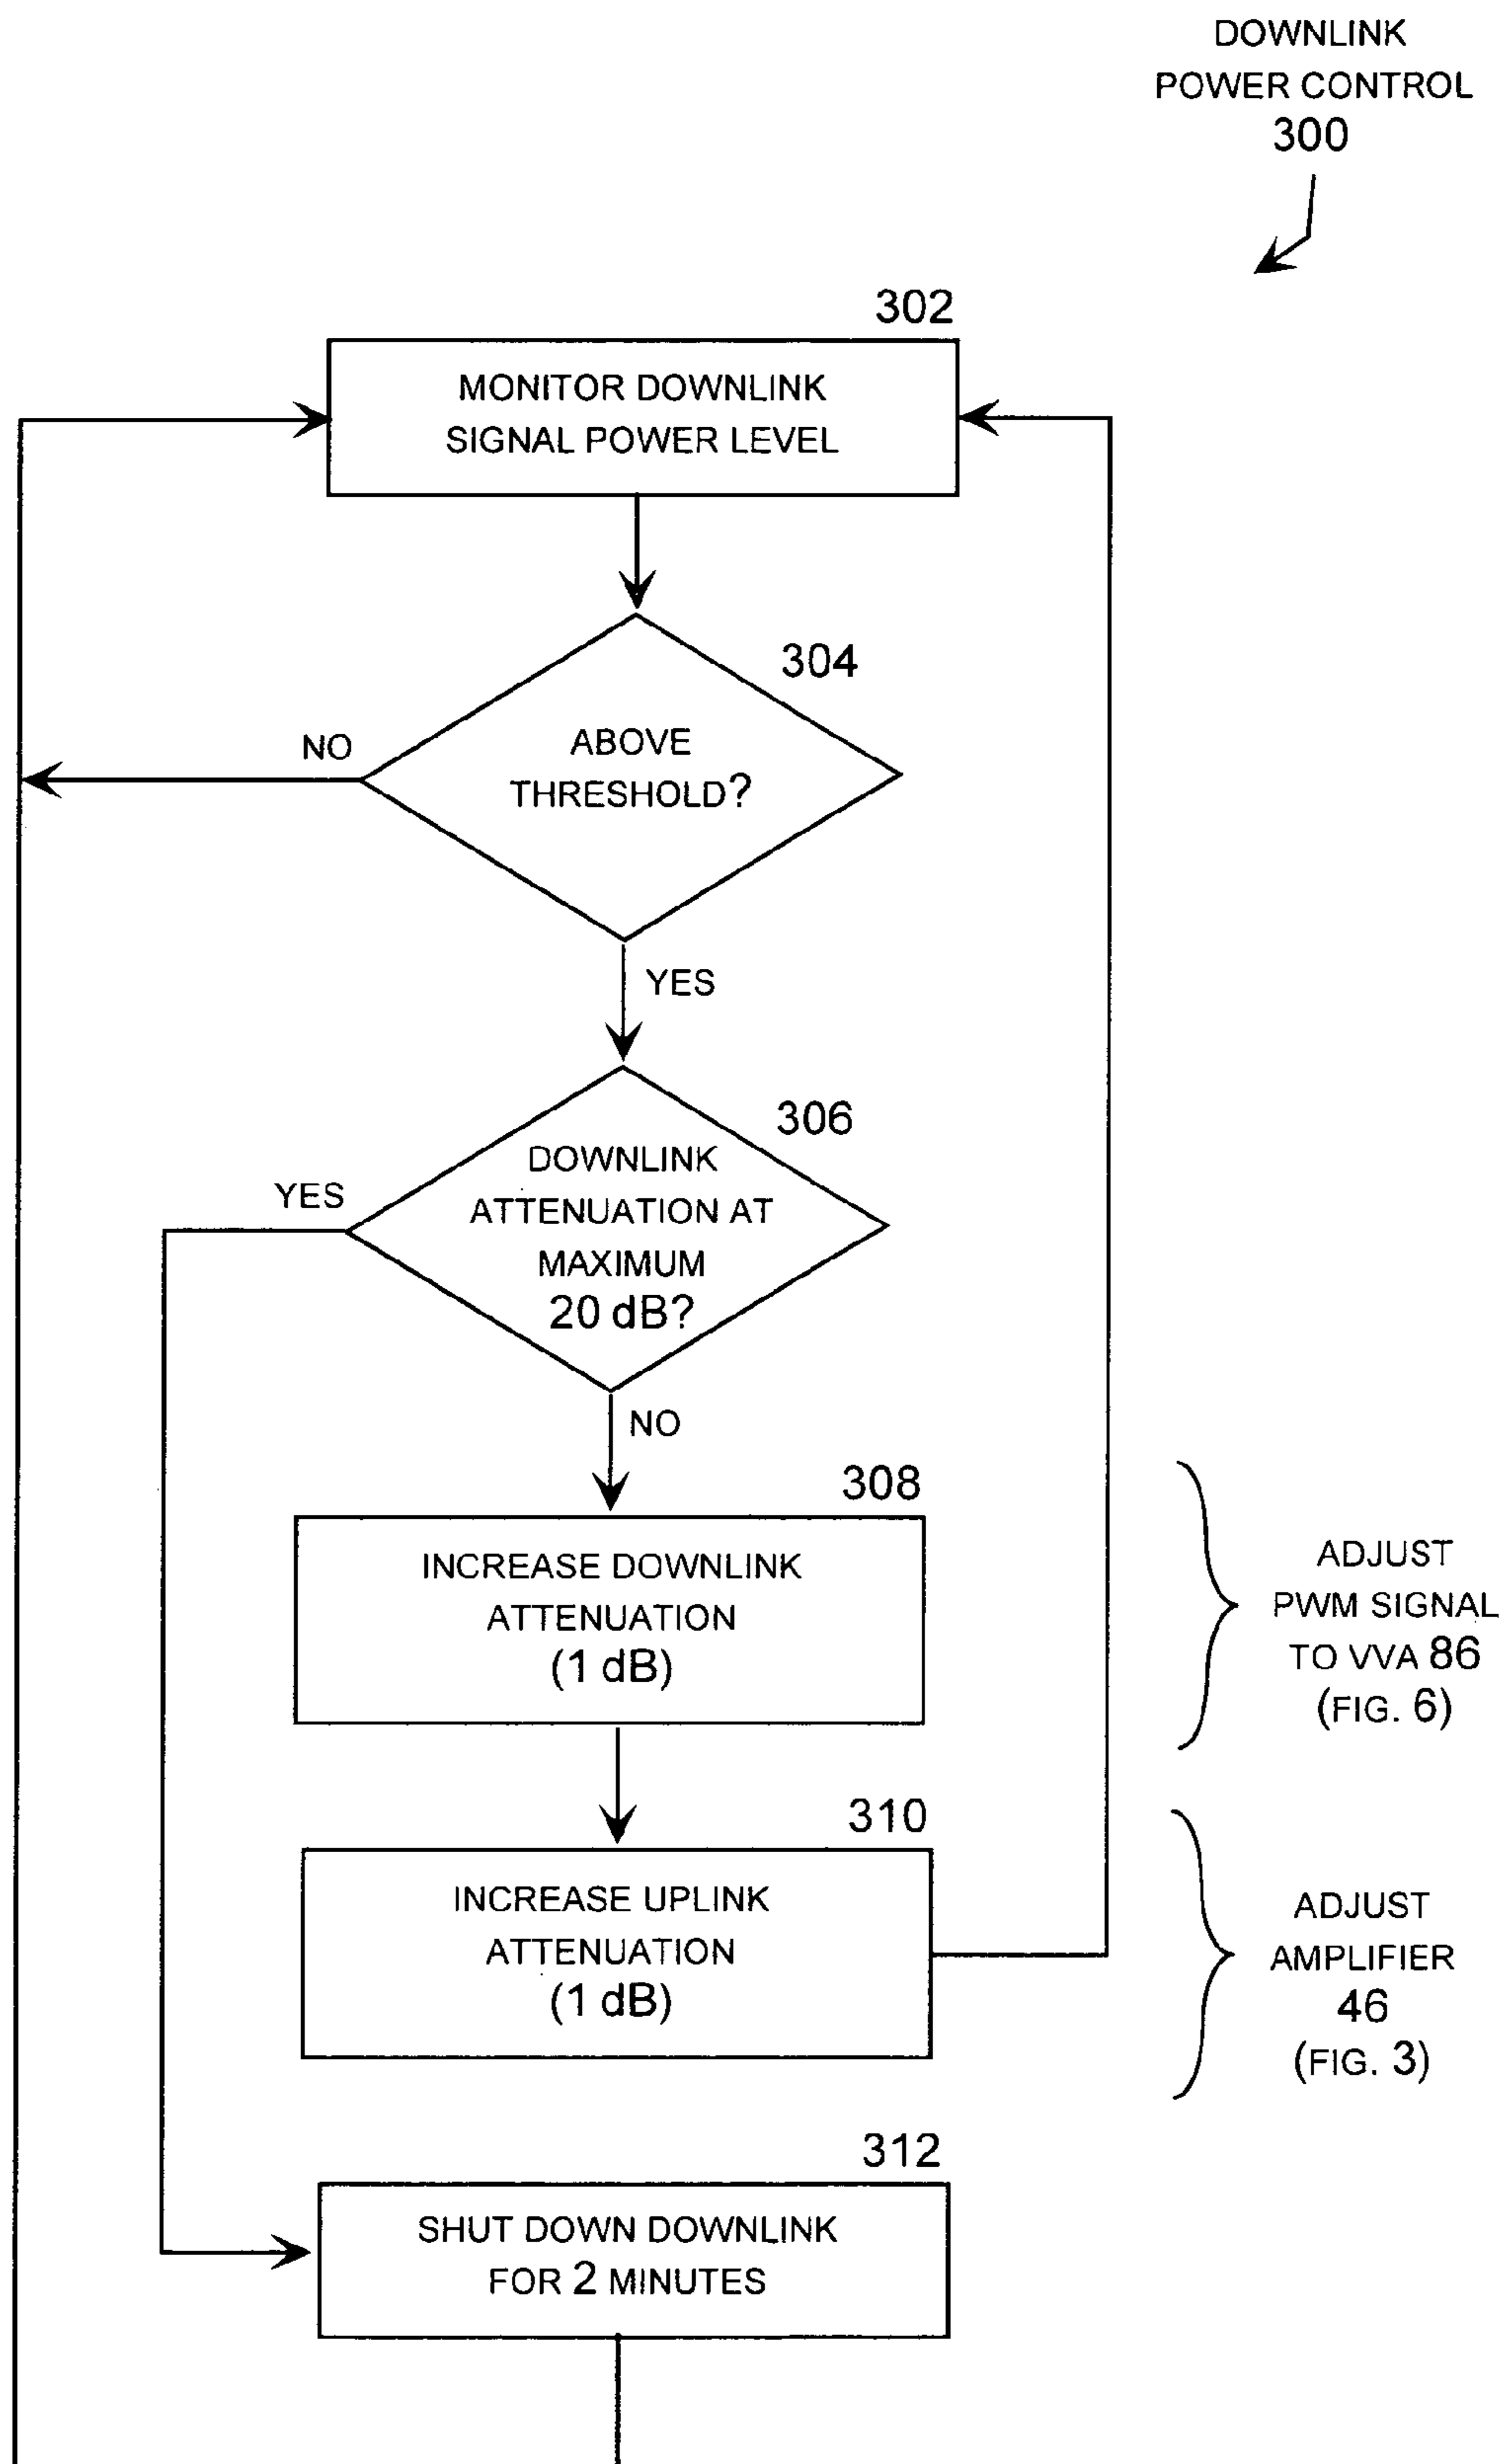 DOWNLINK
POWER CONTROL
300
302
MONITOR DOWNLINK
SIGNAL POWER LEVEL
304
NO
ABOVE
THRESHOLD?
YES
306
YES
DOWNLINK
ATTENUATION AT
MAXIMUM
20 dB?
NO
308
INCREASE DOWNLINK
ATTENUATION
(1 dB)
ADJUST
PWM SIGNAL
TO VVA 86
(FIG. 6)
310
INCREASE UPLINK
ATTENUATION
(1 dB)
ADJUST
AMPLIFIER
46
(FIG. 3)
312
SHUT DOWN DOWNLINK
FOR 2 MINUTES